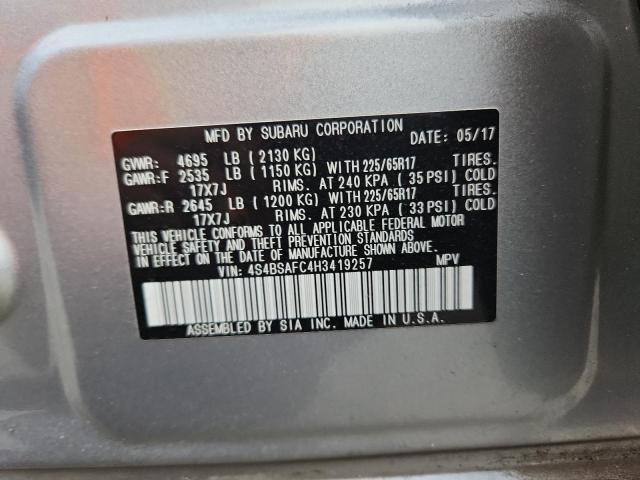 MFD BY SUBARU CORPORATION DATE: 05/17
GVWR: 4695 LB ( 2130 KG)
GAWR:F 2535 LB ( 1150 KG) WITH 225/65R17 TIRES.
17X7J RIMS. AT 240 KPA ( 35 PSI) COLD
GAWR:R 2645 LB ( 1200 KG) WITH 225/65R17 TIRES.
17X7J RIMS. AT 230 KPA ( 33 PSI) COLD
THIS VEHICLE CONFORMS TO ALL APPLICABLE FEDERAL MOTOR
VEHICLE SAFETY AND THEFT PREVENTION STANDARDS
IN EFFECT ON THE DATE OF MANUFACTURE SHOWN ABOVE.
VIN: 4S4BSAFC4H3419257 MPV
ASSEMBLED BY SIA INC. MADE IN U.S.A.